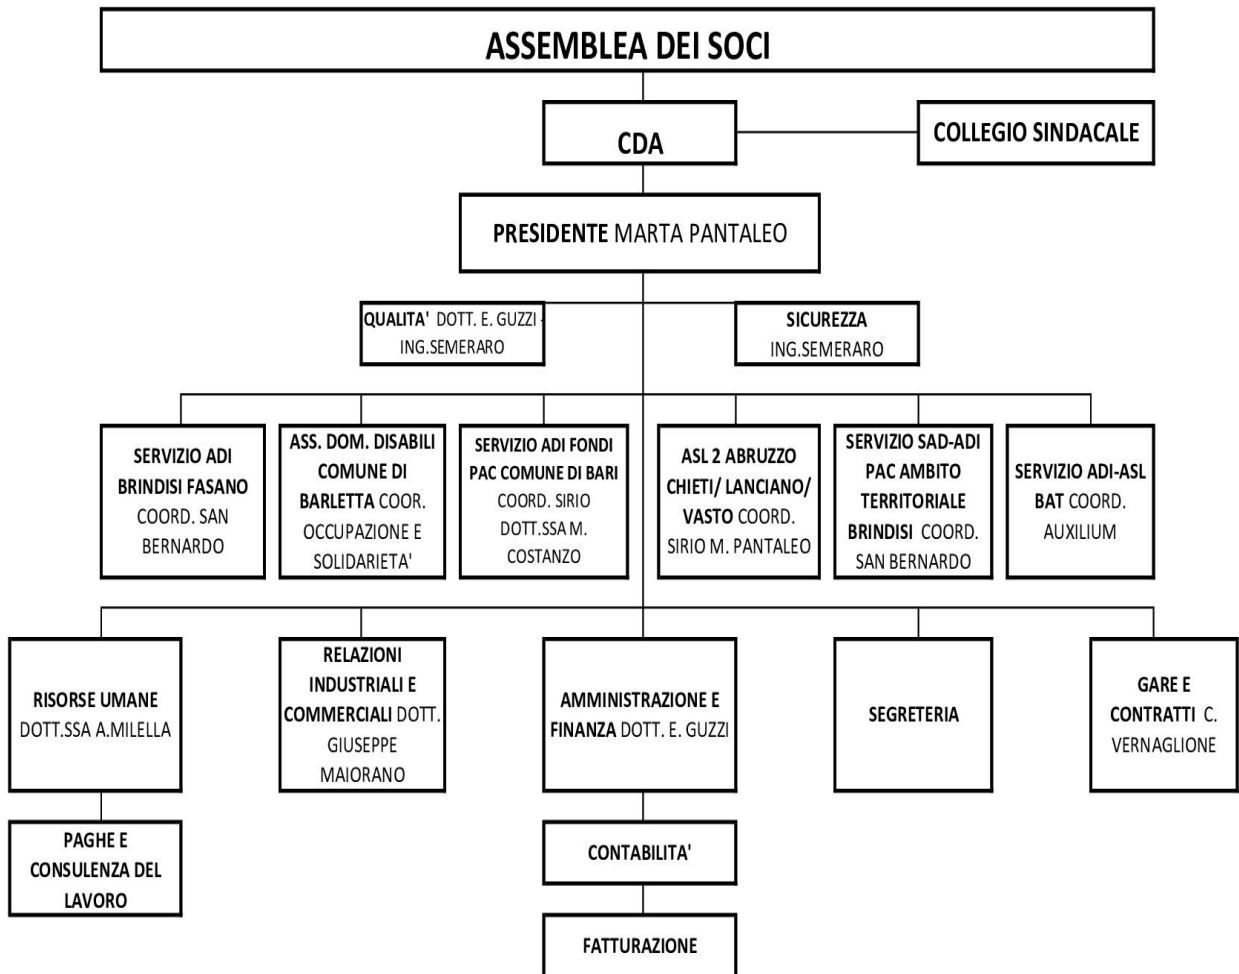 ASSEMBLEA DEI SOCI
CDA
COLLEGIO SINDACALE
PRESIDENTE MARTA PANTALEO
QUALITA' DOTT. E. GUZZI -
ING.SEMERARO
SICUREZZA
ING.SEMERARO
SERVIZIO ADI
BRINDISI FASANO
COORD. SAN
BERNARDO
ASS. DOM. DISABILI
COMUNE DI
BARLETTA COOR.
OCCUPAZIONE E
SOLIDARIETA'
SERVIZIO ADI FONDI
PAC COMUNE DI BARI
COORD. SIRIO
DOTT.SSA M.
COSTANZO
ASL 2 ABRUZZO
CHIETI/ LANCIANO/
VASTO COORD.
SIRIO M. PANTALEO
SERVIZIO SAD-ADI
PAC AMBITO
TERRITORIALE
BRINDISI COORD.
SAN BERNARDO
SERVIZIO ADI-ASL
BAT COORD.
AUXILIUM
RISORSE UMANE
DOTT.SSA A.MILELLA
RELAZIONI
INDUSTRIALI E
COMMERCIALI DOTT.
GIUSEPPE
MAIORANO
AMMINISTRAZIONE E
FINANZA DOTT. E. GUZZI
SEGRETERIA
GARE E
CONTRATTI C.
VERNAGLIONE
PAGHE E
CONSULENZA DEL
LAVORO
CONTABILITA'
FATTURAZIONE